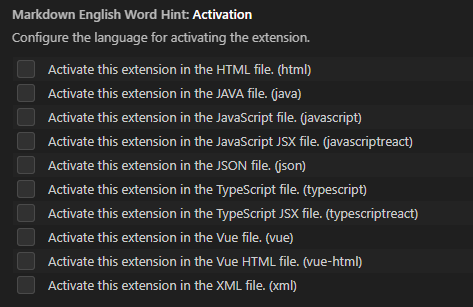 Markdown English Word Hint: Activation
Configure the language for activating the extension.
Activate this extension in the HTML file. (html)
Activate this extension in the JAVA file. (java)
Activate this extension in the JavaScript file. (javascript)
Activate this extension in the JavaScript JSX file. (javascriptreact)
Activate this extension in the JSON file. (json)
Activate this extension in the TypeScript file. (typescript)
Activate this extension in the TypeScript JSX file. (typescriptreact)
Activate this extension in the Vue file. (vue)
Activate this extension in the Vue HTML file. (vue-html)
Activate this extension in the XML file. (xml)